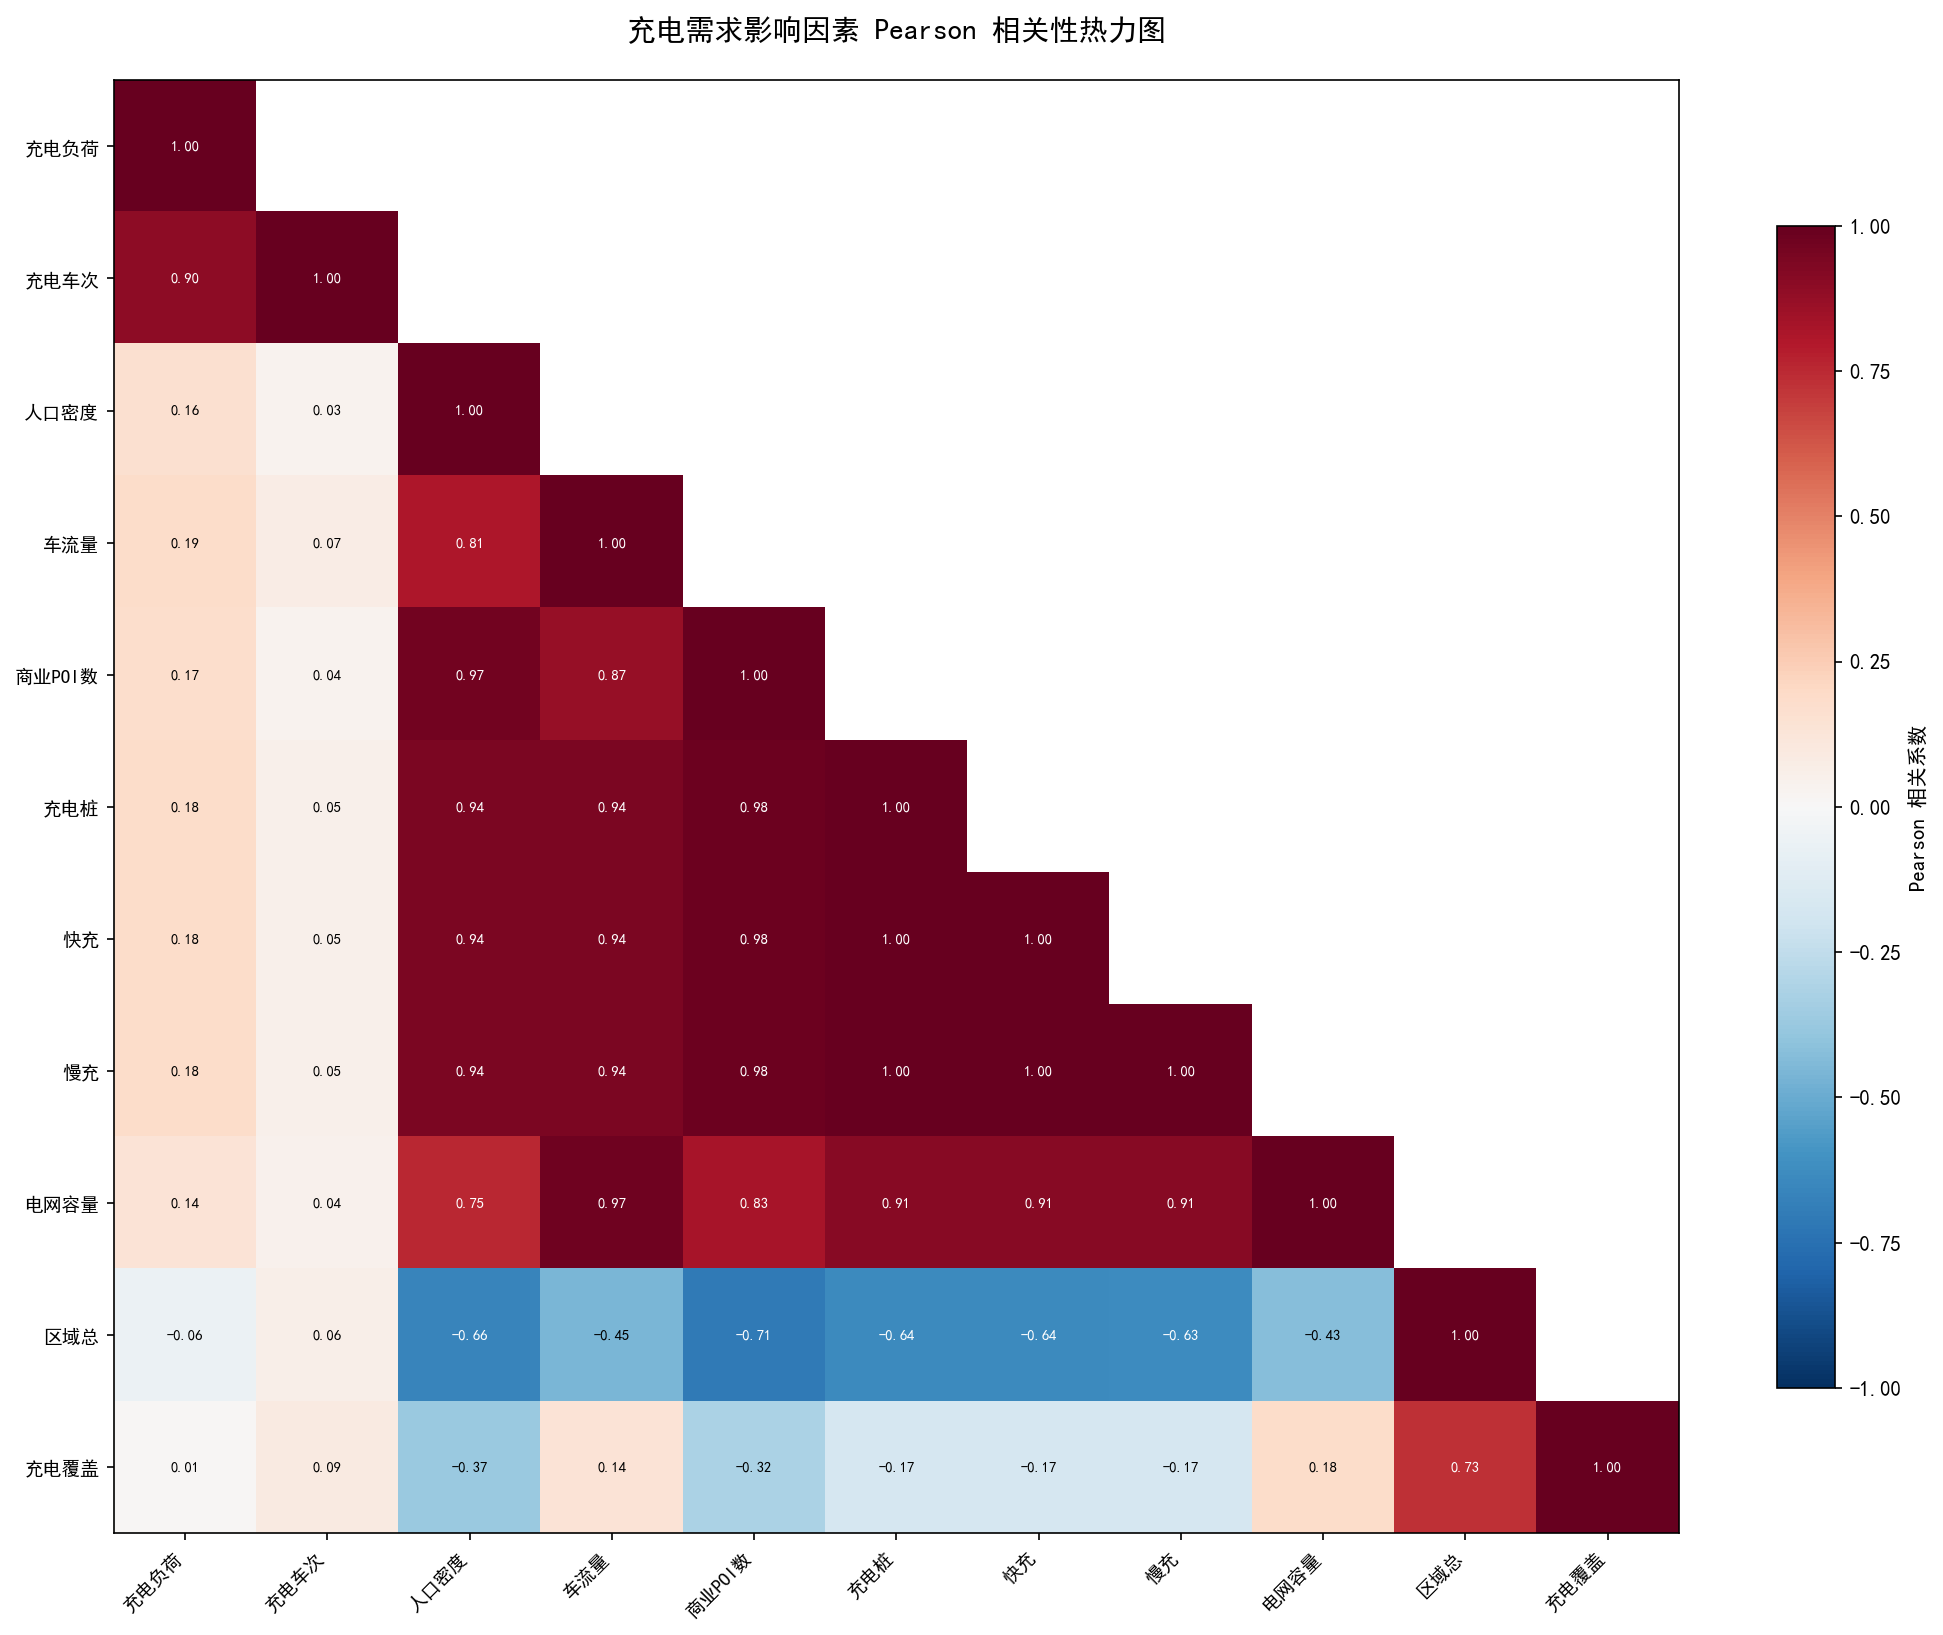 充电需求影响因素 Pearson 相关性热力图
充电负荷 1.00
充电车次 0.90 1.00
人口密度 0.16 0.03 1.00
车流量 0.19 0.07 0.81 1.00
商业POI数 0.17 0.04 0.97 0.87 1.00
充电桩 0.18 0.05 0.94 0.94 0.98 1.00
快充 0.18 0.05 0.94 0.94 0.98 1.00 1.00
慢充 0.18 0.05 0.94 0.94 0.98 1.00 1.00 1.00
电网容量 0.14 0.04 0.75 0.97 0.83 0.91 0.91 0.91 1.00
区域总 −0.06 0.06 −0.66 −0.45 −0.71 −0.64 −0.64 −0.63 −0.43 1.00
充电覆盖 0.01 0.09 −0.37 0.14 −0.32 −0.17 −0.17 −0.17 0.18 0.73 1.00
充电负荷 充电车次 人口密度 车流量 商业POI数 充电桩 快充 慢充 电网容量 区域总 充电覆盖
1.00
0.75
0.50
0.25
0.00
−0.25
−0.50
−0.75
−1.00
Pearson 相关系数